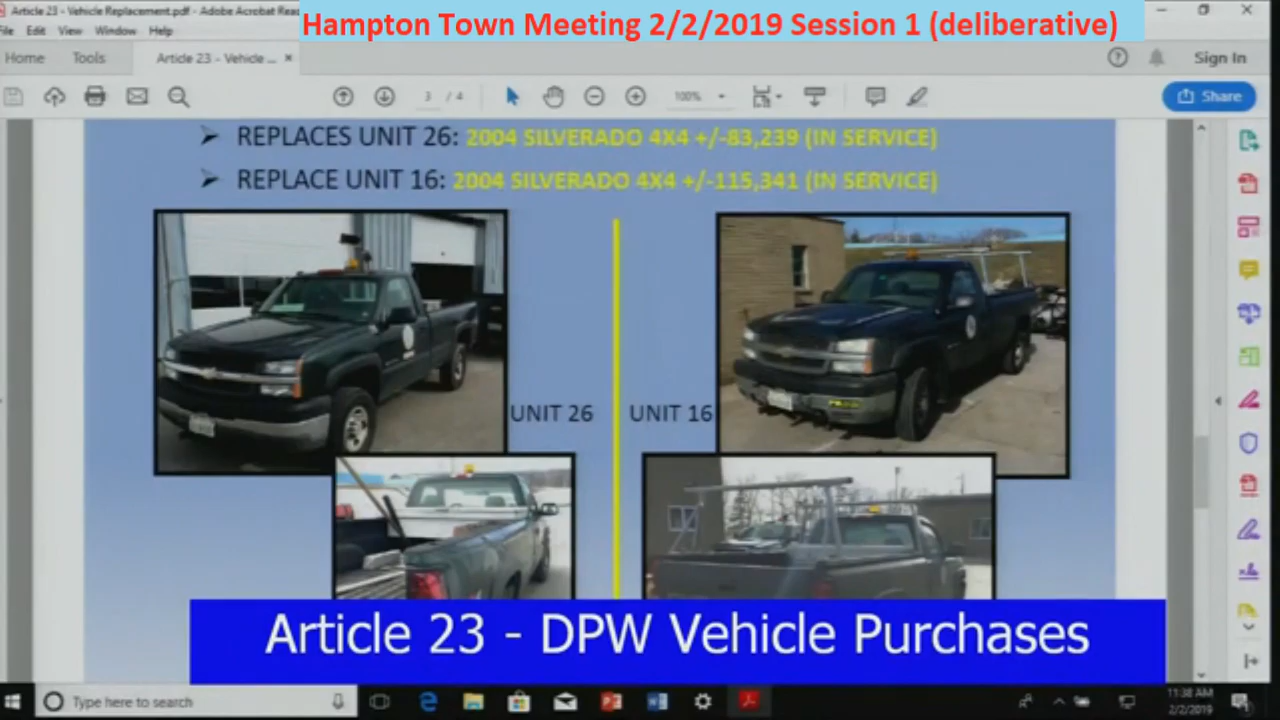 Article 23 - Vehicle Replacement.pdf - Adobe Acrobat Rea
Hampton Town Meeting 2/2/2019 Session 1 (deliberative)
File Edit View Window Help
Home Tools Article 23 - Vehicle ... × Sign In
3 / 4 100% Share
➤ REPLACES UNIT 26: 2004 SILVERADO 4X4 +/-83,239 (IN SERVICE)
➤ REPLACE UNIT 16: 2004 SILVERADO 4X4 +/-115,341 (IN SERVICE)
UNIT 26 UNIT 16
Article 23 - DPW Vehicle Purchases
Type here to search
11:38 AM
2/2/2019